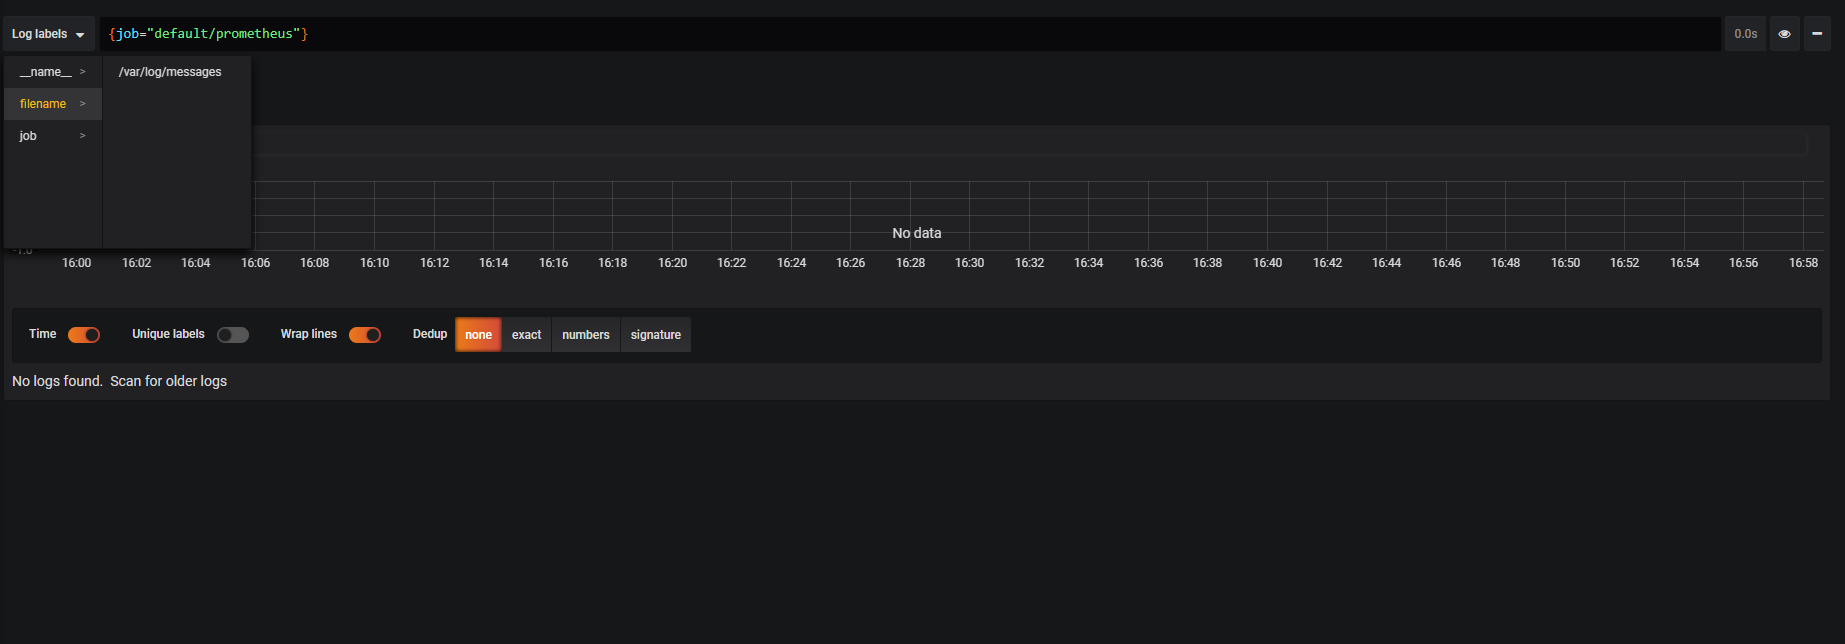 Log labels {job="default/prometheus"} 0.0s
__name__ > /var/log/messages
filename >
job >
No data
-1.0
16:00 16:02 16:04 16:06 16:08 16:10 16:12 16:14 16:16 16:18 16:20 16:22 16:24 16:26 16:28 16:30 16:32 16:34 16:36 16:38 16:40 16:42 16:44 16:46 16:48 16:50 16:52 16:54 16:56 16:58
Time Unique labels Wrap lines Dedup none exact numbers signature
No logs found. Scan for older logs